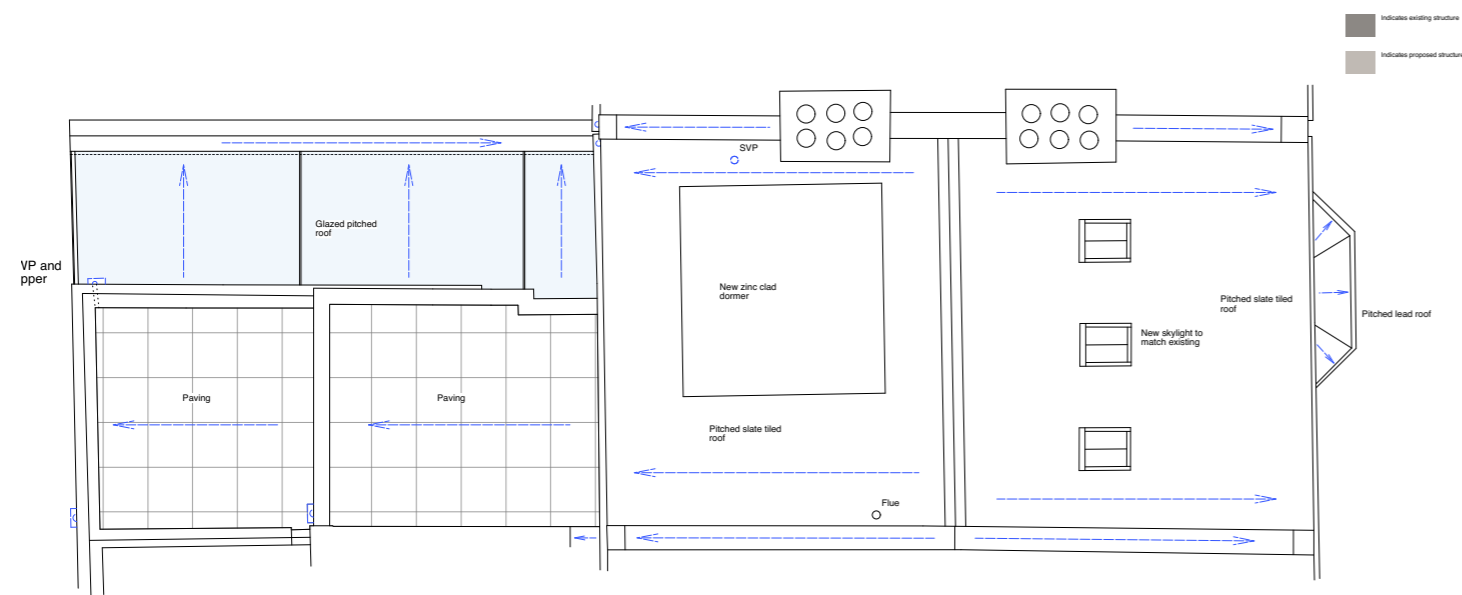 Indicates existing structure
Indicates proposed structure
SVP
Glazed pitched
roof
VP and
pper
New zinc clad
dormer
Pitched slate tiled
roof
Pitched lead roof
New skylight to
match existing
Paving
Paving
Pitched slate tiled
roof
Flue